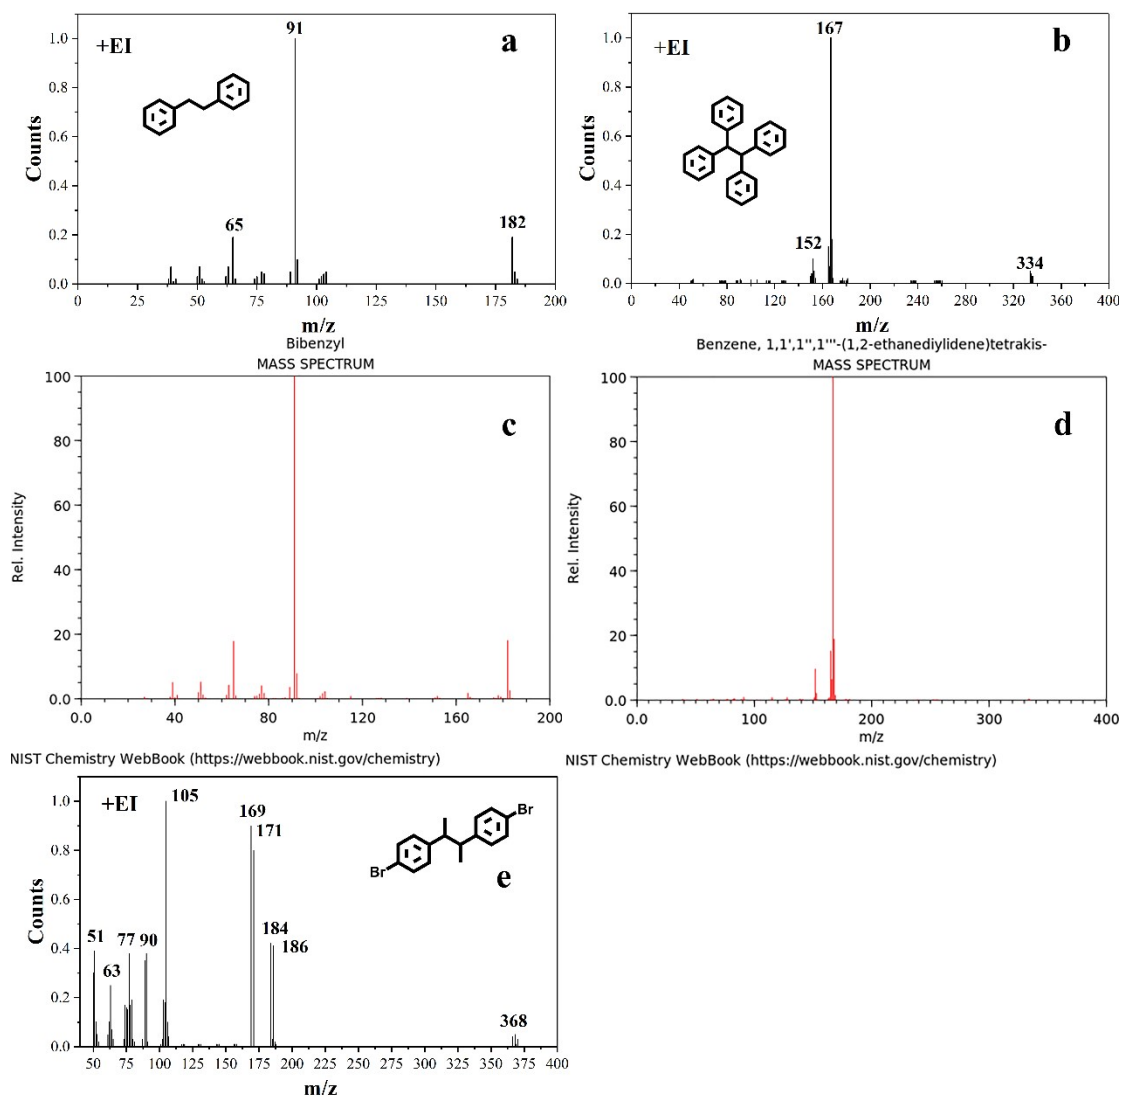 +EI
a
91
65
182
Counts
1.0
0.8
0.6
0.4
0.2
0.0
0 25 50 75 100 125 150 175 200
m/z
+EI
b
167
152
334
Counts
1.0
0.8
0.6
0.4
0.2
0.0
0 40 80 120 160 200 240 280 320 360 400
m/z
Bibenzyl
MASS SPECTRUM
c
Rel. Intensity
100
80
60
40
20
0.0
0.0 40 80 120 160 200
m/z
NIST Chemistry WebBook (https://webbook.nist.gov/chemistry)
Benzene, 1,1',1'',1'''-(1,2-ethanediylidene)tetrakis-
MASS SPECTRUM
d
Rel. Intensity
100
80
60
40
20
0.0
0.0 100 200 300 400
m/z
NIST Chemistry WebBook (https://webbook.nist.gov/chemistry)
+EI
e
105
169
171
184
186
51
77
90
63
368
Br
Br
Counts
1.0
0.8
0.6
0.4
0.2
0.0
50 75 100 125 150 175 200 225 250 275 300 325 350 375 400
m/z